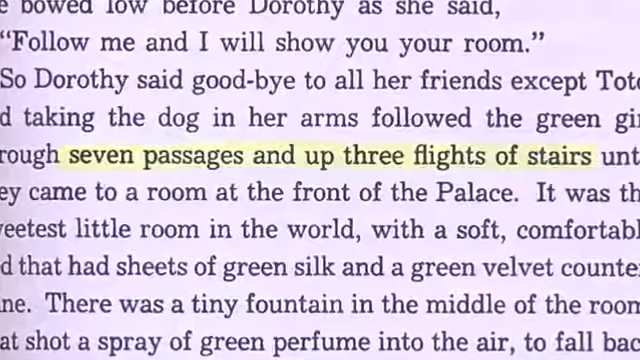 e bowed low before Dorothy as she said,
“Follow me and I will show you your room.”
So Dorothy said good-bye to all her friends except Toto
d taking the dog in her arms followed the green gi
rough seven passages and up three flights of stairs unt
ey came to a room at the front of the Palace. It was th
eetest little room in the world, with a soft, comfortabl
d that had sheets of green silk and a green velvet counte
ne. There was a tiny fountain in the middle of the room
at shot a spray of green perfume into the air, to fall bac